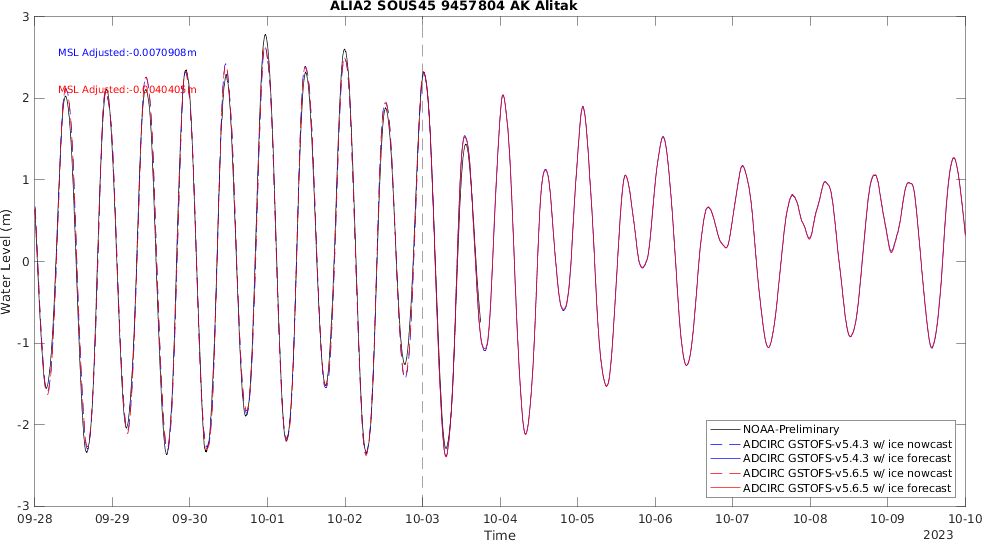 ALIA2 SOUS45 9457804 AK Alitak
3
MSL Adjusted:-0.0070908m
MSL Adjusted:-0.0040405m
2
1
0
-1
-2
-3
Water Level (m)
NOAA-Preliminary
ADCIRC GSTOFS-v5.4.3 w/ ice nowcast
ADCIRC GSTOFS-v5.4.3 w/ ice forecast
ADCIRC GSTOFS-v5.6.5 w/ ice nowcast
ADCIRC GSTOFS-v5.6.5 w/ ice forecast
09-28 09-29 09-30 10-01 10-02 10-03 10-04 10-05 10-06 10-07 10-08 10-09 10-10
Time
2023